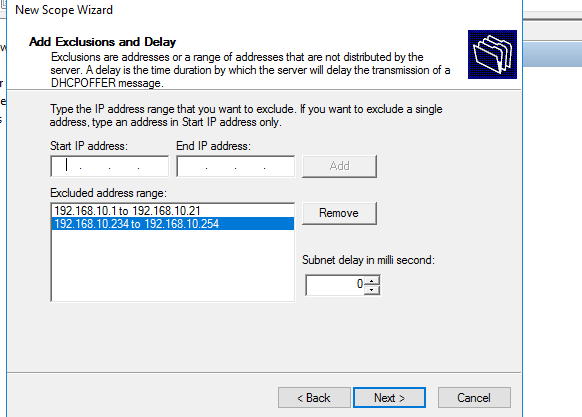 New Scope Wizard
Add Exclusions and Delay
Exclusions are addresses or a range of addresses that are not distributed by the
server. A delay is the time duration by which the server will delay the transmission of a
DHCPOFFER message.
Type the IP address range that you want to exclude. If you want to exclude a single
address, type an address in Start IP address only.
Start IP address:
End IP address:
Add
Excluded address range:
192.168.10.1 to 192.168.10.21
192.168.10.234 to 192.168.10.254
Remove
Subnet delay in milli second:
0
< Back
Next >
Cancel